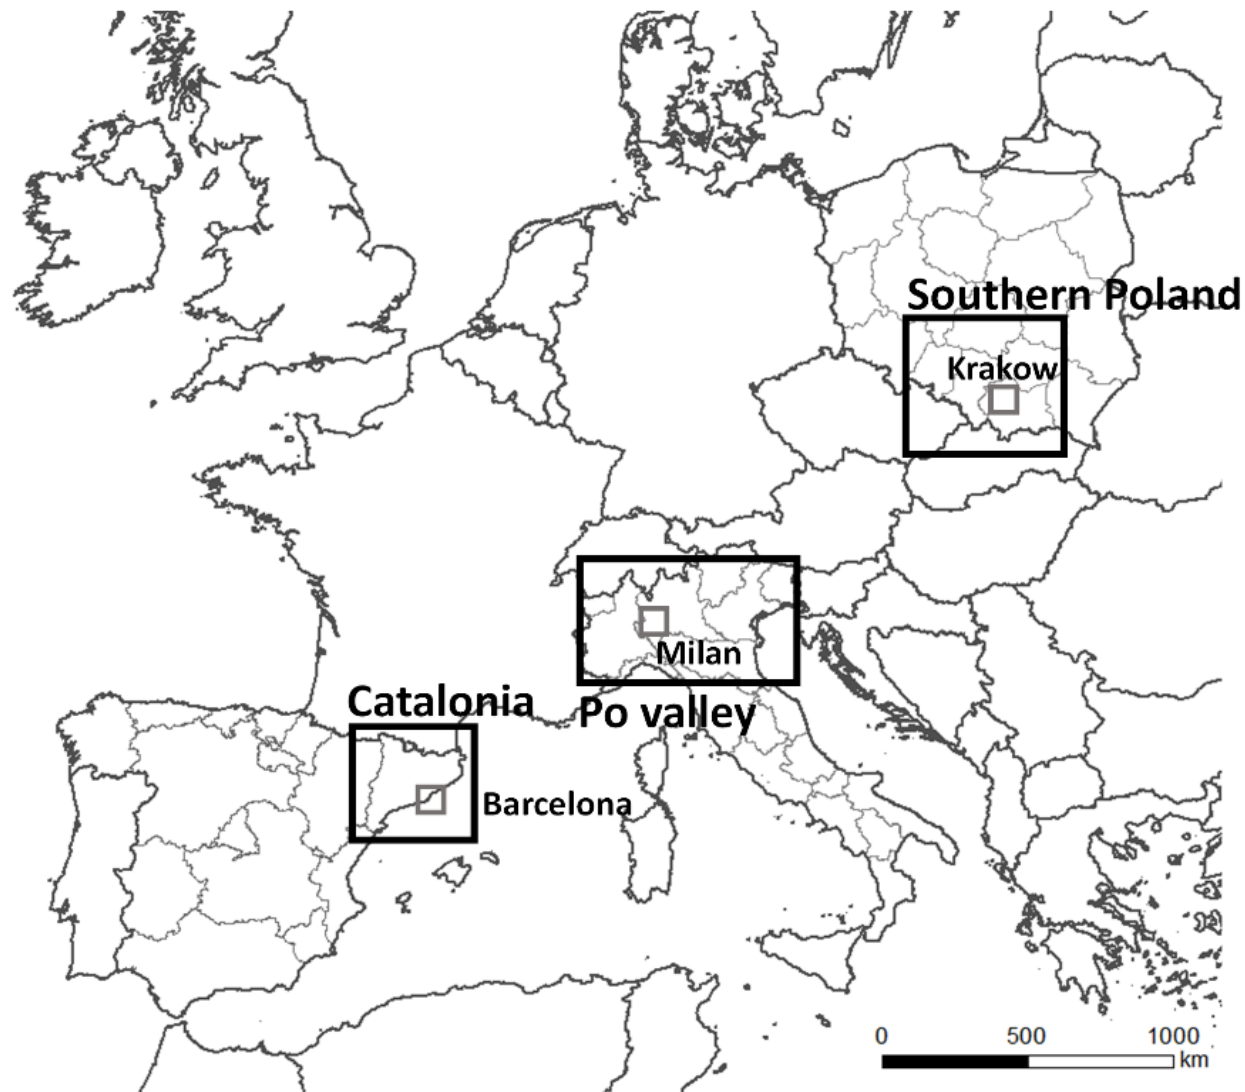 Southern Poland
Krakow
Milan
Po valley
Catalonia
Barcelona
0 500 1000
km